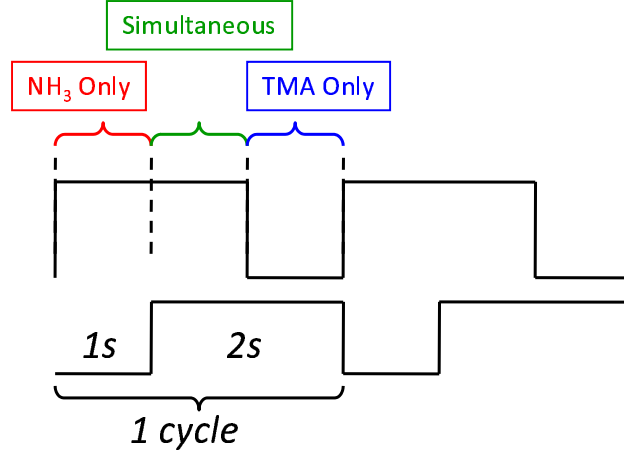 Simultaneous
NH₃ Only
TMA Only
1s
2s
1 cycle